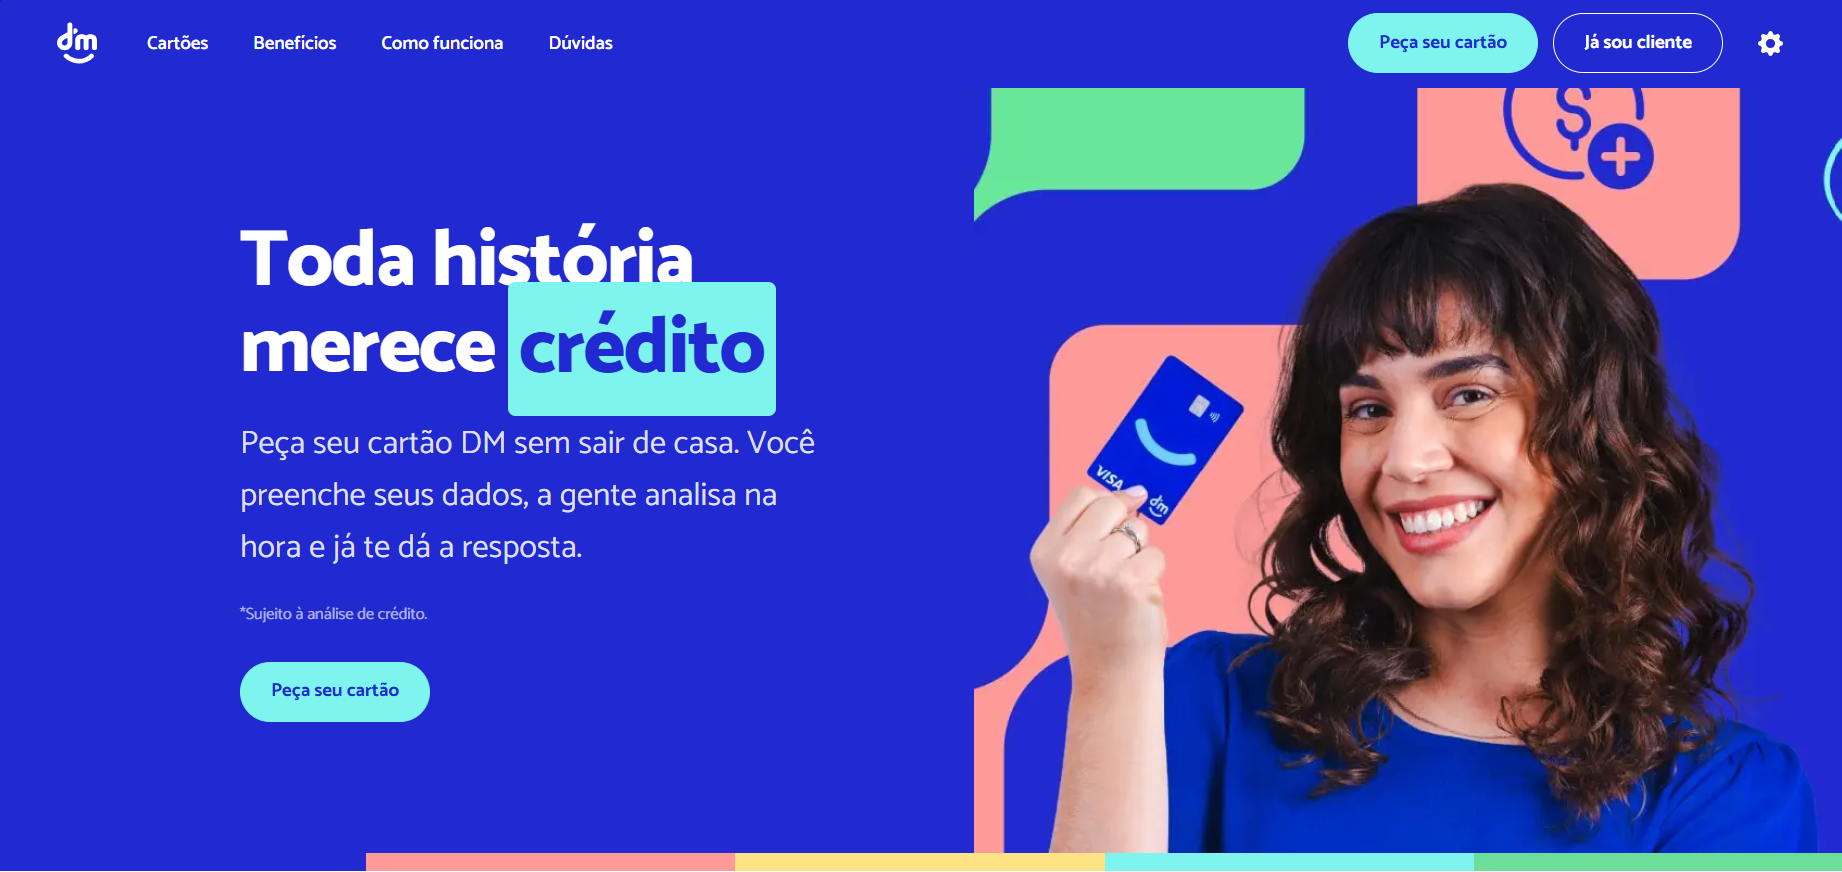 dm
Cartões
Benefícios
Como funciona
Dúvidas
Peça seu cartão
Já sou cliente
$
Toda história
merece crédito
Peça seu cartão DM sem sair de casa. Você
preenche seus dados, a gente analisa na
hora e já te dá a resposta.
*Sujeito à análise de crédito.
Peça seu cartão
VISA
dm